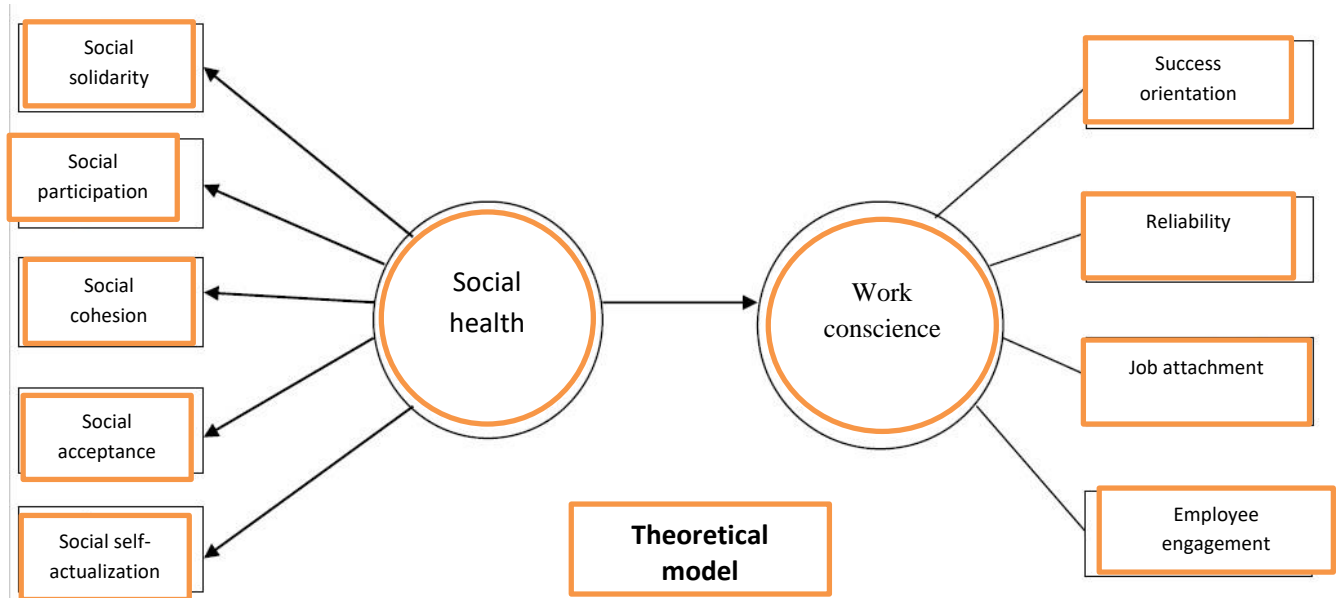 Social
solidarity
Social
participation
Social
cohesion
Social
acceptance
Social self-
actualization
Social
health
Work
conscience
Success
orientation
Reliability
Job attachment
Employee
engagement
Theoretical
model